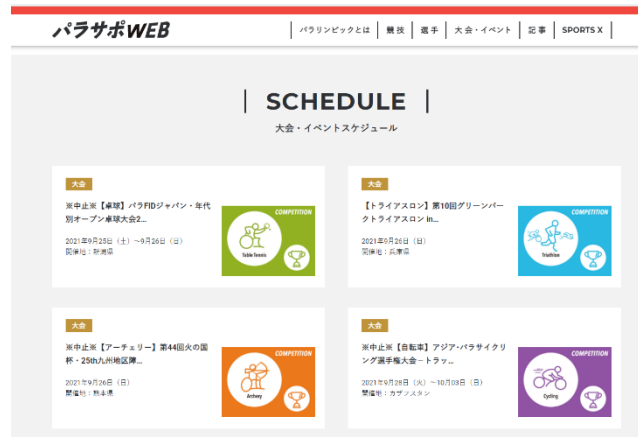 パラサポWEB
パラリンピックとは
競技
選手
大会・イベント
記事
SPORTS X
SCHEDULE
大会・イベントスケジュール
大会
※中止※【卓球】パラFIDジャパン・年代
別オープン卓球大会2...
2021年9月25日（土）～9月26日（日）
開催地：新潟県
COMPETITION
Table Tennis
大会
【トライアスロン】第10回グリーンパー
クトライアスロン in...
2021年9月26日（日）
開催地：兵庫県
COMPETITION
Triathlon
大会
※中止※【アーチェリー】第44回火の国
杯・25th九州地区障...
2021年9月26日（日）
開催地：熊本県
COMPETITION
Archery
大会
※中止※【自転車】アジア・パラサイクリ
ング選手権大会－トラッ...
2021年9月28日（火）～10月03日（日）
開催地：カザフスタン
COMPETITION
Cycling